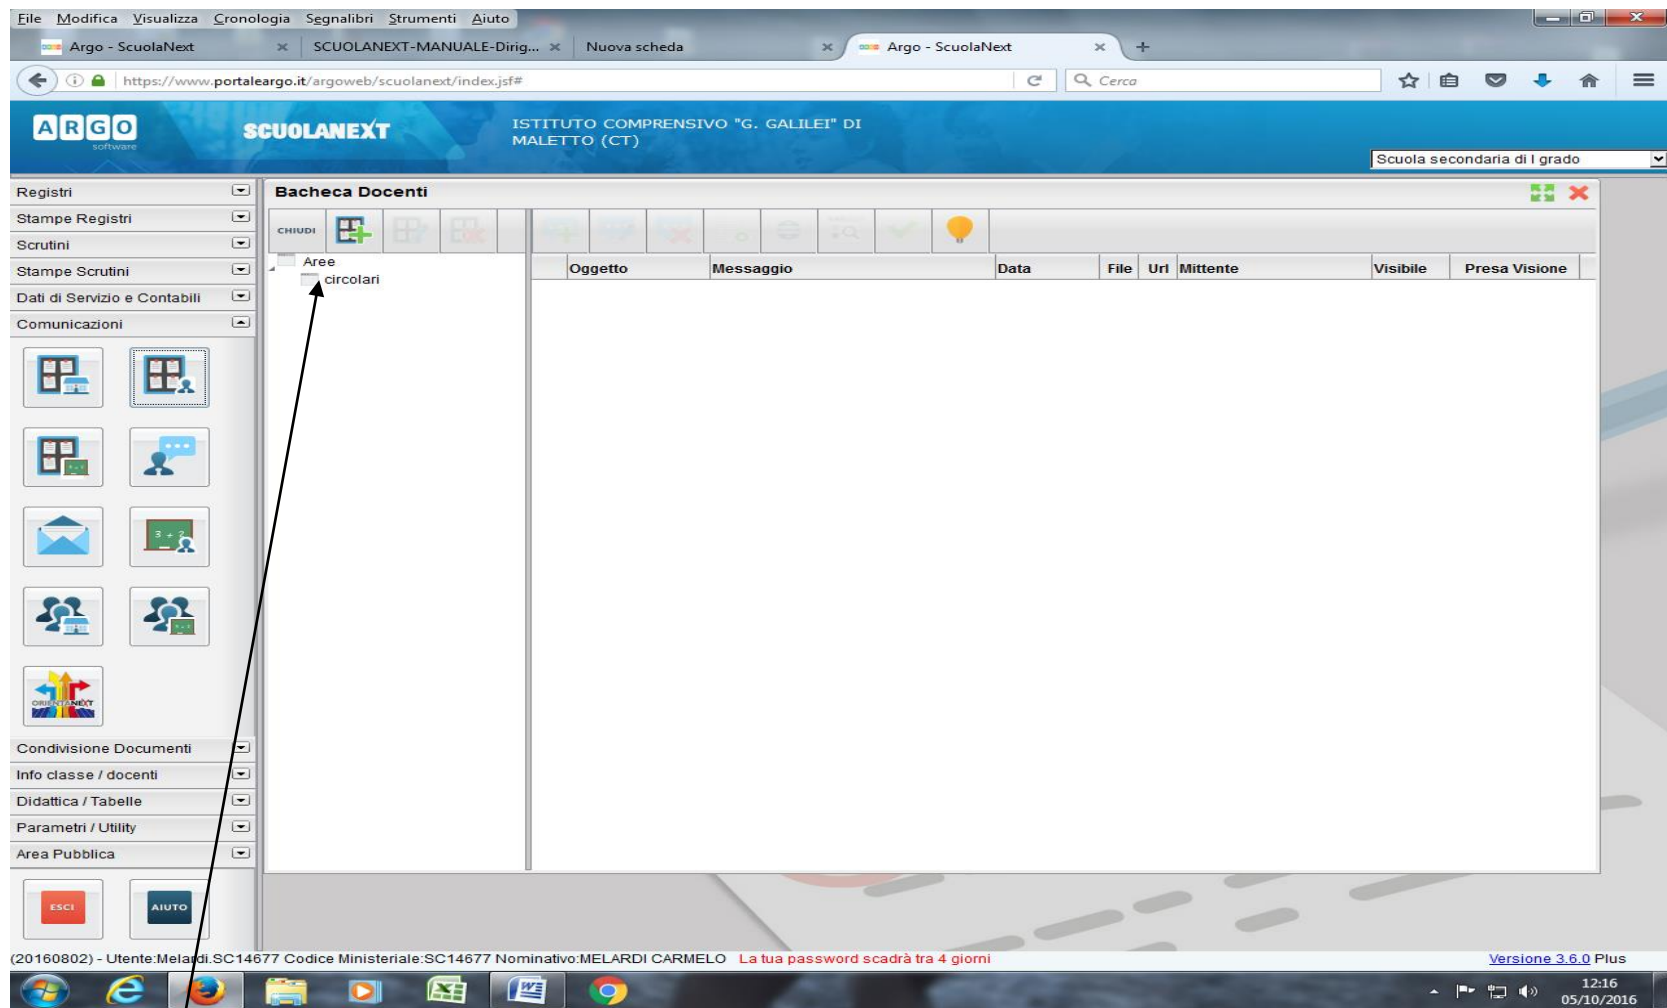 File Modifica Visualizza Cronologia Segnalibri Strumenti Aiuto
Argo - ScuolaNext
SCUOLANEXT-MANUALE-Dirig...
Nuova scheda
Argo - ScuolaNext
https://www.portaleargo.it/argoweb/scuolanext/index.jsf#
Cerca
ARGO
software
SCUOLANEXT
ISTITUTO COMPRENSIVO "G. GALILEI" DI
MALETTO (CT)
Scuola secondaria di I grado
Registri
Stampe Registri
Scrutini
Stampe Scrutini
Dati di Servizio e Contabili
Comunicazioni
3 + 2
ORIENTANEXT
Condivisione Documenti
Info classe / docenti
Didattica / Tabelle
Parametri / Utility
Area Pubblica
ESCI
AIUTO
Bacheca Docenti
CHIUDI
Aree
circolari
Oggetto Messaggio Data File Url Mittente Visibile Presa Visione
(20160802) - Utente:Melardi.SC14677 Codice Ministeriale:SC14677 Nominativo:MELARDI CARMELO La tua password scadrà tra 4 giorni
Versione 3.6.0 Plus
12:16
05/10/2016